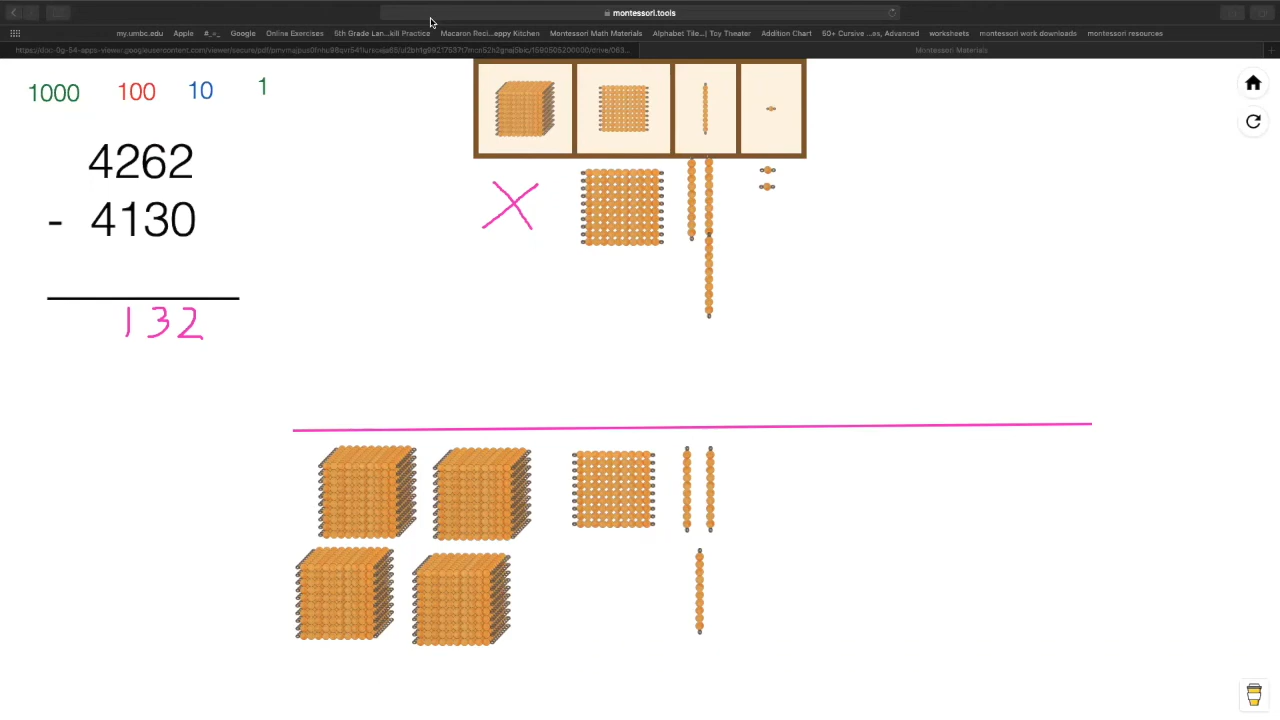 montessori.tools
my.umbc.edu Apple #_«_ Google Online Exercises 5th Grade Lan...kill Practice Macaron Reci...eppy Kitchen Montessori Math Materials Alphabet Tile...| Toy Theater Addition Chart 50+ Cursive ...es, Advanced worksheets montessori work downloads montessori resources
Montessori Materials
1000 100 10 1
4262
- 4130
132